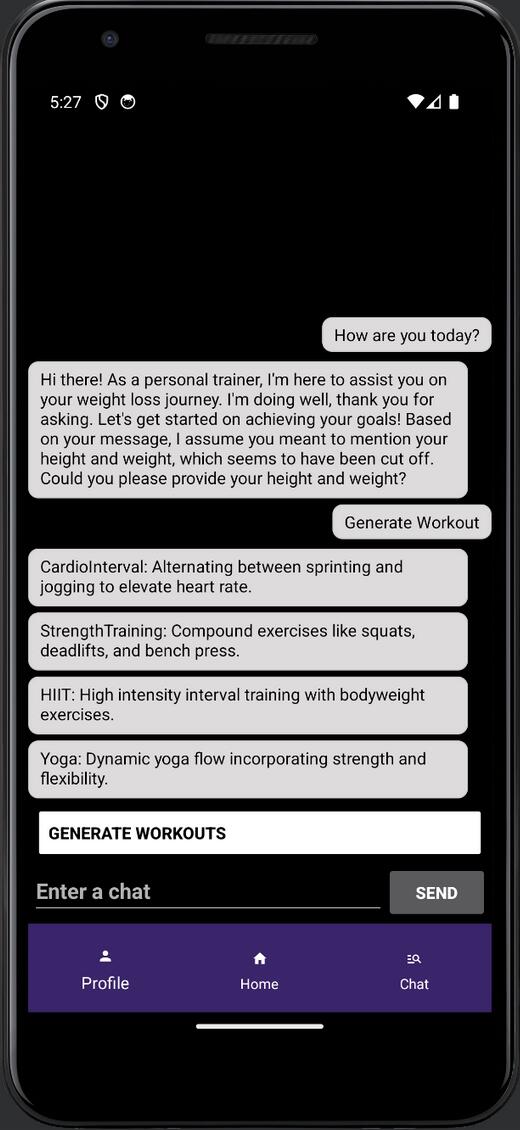 5:27
How are you today?
Hi there! As a personal trainer, I'm here to assist you on
your weight loss journey. I'm doing well, thank you for
asking. Let's get started on achieving your goals! Based
on your message, I assume you meant to mention your
height and weight, which seems to have been cut off.
Could you please provide your height and weight?
Generate Workout
CardioInterval: Alternating between sprinting and
jogging to elevate heart rate.
StrengthTraining: Compound exercises like squats,
deadlifts, and bench press.
HIIT: High intensity interval training with bodyweight
exercises.
Yoga: Dynamic yoga flow incorporating strength and
flexibility.
GENERATE WORKOUTS
Enter a chat
SEND
Profile
Home
Chat